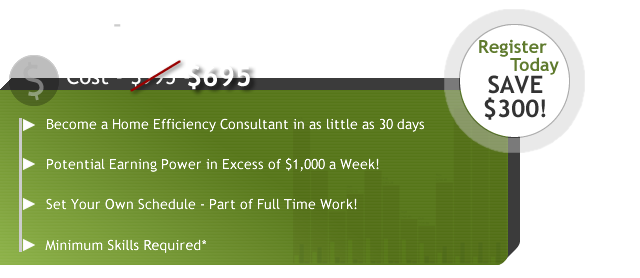 Cost - $695
Register
Today
SAVE
$300!
Become a Home Efficiency Consultant in as little as 30 days
Potential Earning Power in Excess of $1,000 a Week!
Set Your Own Schedule - Part of Full Time Work!
Minimum Skills Required*